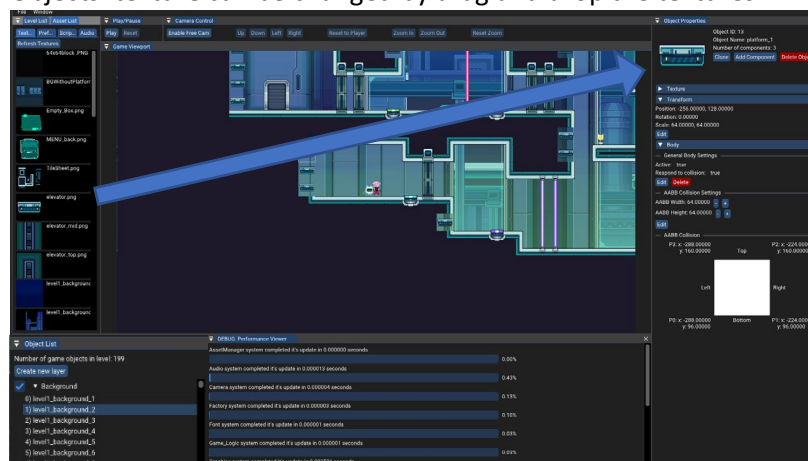 File Window
Level List Asset List
Text.. Pref.. Scrip.. Audio
Refresh Textures
64x64block .PNG
BGWithoutPlatforr
Empty_Box.png
MENU_back.png
TileSheet.png
elevator.png
elevator_mid.png
elevator_top.png
level1_background
level1_background
Play/Pause
Play Reset
Camera Control
Enable Free Cam Up Down Left Right Reset to Player Zoom In Zoom Out Reset Zoom
Game Viewport
Object Properties
Object ID: 13
Object Name: platform_1
Number of components: 3
Clone Add Component Delete Obje
Texture
Transform
Position: -256.00000, 128.00000
Rotation: 0.00000
Scale: 64.00000, 64.00000
Edit
Body
General Body Settings
Active : true
Respond to collision: true
Edit Delete
AABB Collision Settings
AABB Width: 64.00000 - +
AABB Height: 64.00000 - +
Edit
AABB Collision
P3: x: -288.00000 P2: x: -224.000
y: 160.00000 Top y: 160.00000
Left Right
P0: x: -288.00000 Bottom P1: x: -224.000
y: 96.00000 y: 96.00000
Object List
Number of game objects in level: 199
Create new layer
Background
0) level1_background_1
1) level1_background_2
2) level1_background_3
3) level1_background_4
4) level1_background_5
5) level1_background_6
DEBUG: Performance Viewer
AssetManager system completed it's update in 0.000000 seconds
0.00%
Audio system completed it's update in 0.000013 seconds
0.43%
Camera system completed it's update in 0.000004 seconds
0.13%
Factory system completed it's update in 0.000003 seconds
0.10%
Font system completed it's update in 0.000001 seconds
0.03%
Game_Logic system completed it's update in 0.000001 seconds
0.03%